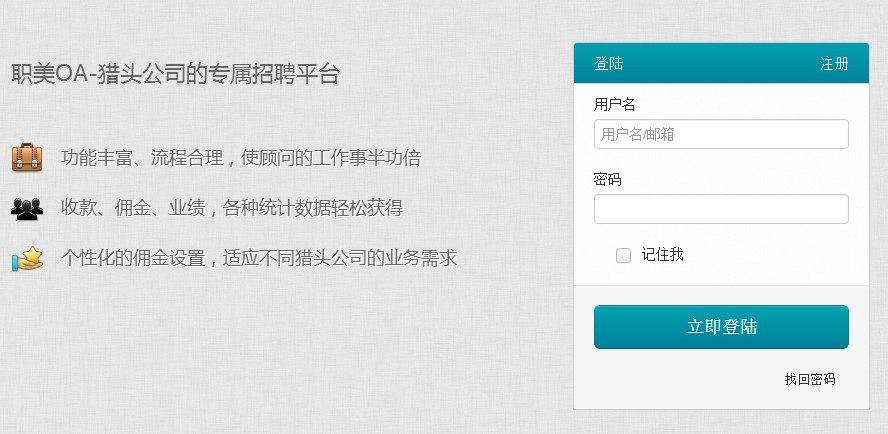 职美OA-猎头公司的专属招聘平台
功能丰富、流程合理，使顾问的工作事半功倍
收款、佣金、业绩，各种统计数据轻松获得
个性化的佣金设置，适应不同猎头公司的业务需求
登陆 注册
用户名
用户名/邮箱
密码
记住我
立即登陆
找回密码